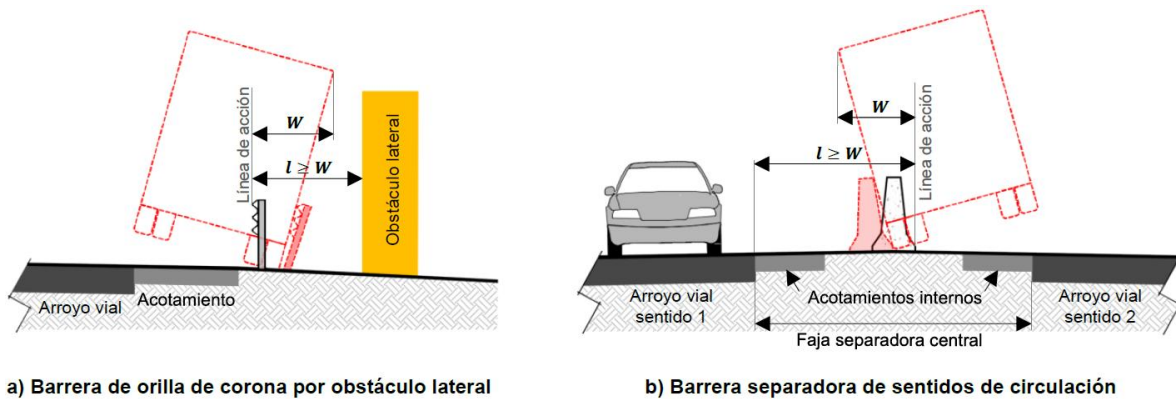 Línea de acción
W
l ≥ W
Obstáculo lateral
Arroyo vial
Acotamiento
a) Barrera de orilla de corona por obstáculo lateral
W
l ≥ W
Línea de acción
Arroyo vial
sentido 1
Acotamientos internos
Arroyo vial
sentido 2
Faja separadora central
b) Barrera separadora de sentidos de circulación